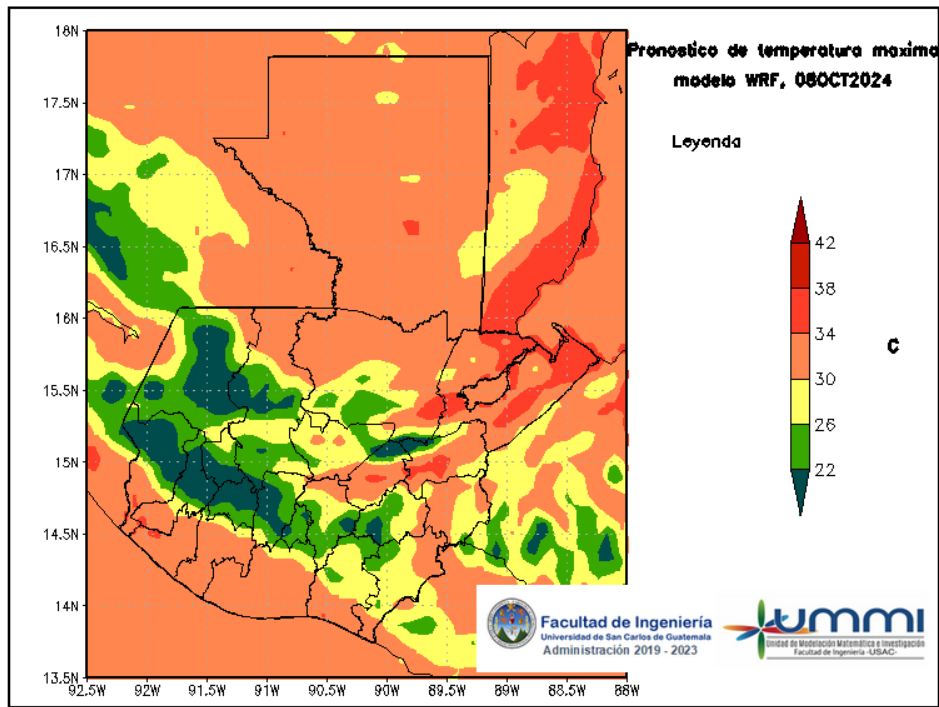 Pronostico de temperatura maxima
modelo WRF, 08OCT2024
Leyenda
42
38
34
30
26
22
C
18N
17.5N
17N
16.5N
16N
15.5N
15N
14.5N
14N
13.5N
92.5W 92W 91.5W 91W 90.5W 90W 89.5W 89W 88.5W 88W
Facultad de Ingeniería
Universidad de San Carlos de Guatemala
Administración 2019 - 2023
ummi
Unidad de Modelación Matemática e Investigación
Facultad de Ingeniería -USAC-